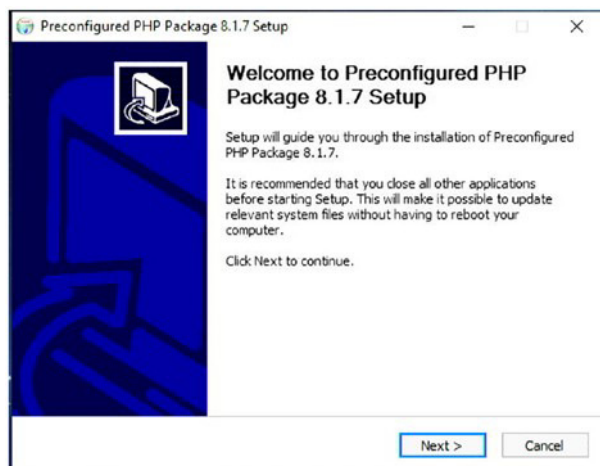 Preconfigured PHP Package 8.1.7 Setup
Welcome to Preconfigured PHP
Package 8.1.7 Setup
Setup will guide you through the installation of Preconfigured
PHP Package 8.1.7.
It is recommended that you close all other applications
before starting Setup. This will make it possible to update
relevant system files without having to reboot your
computer.
Click Next to continue.
Next >
Cancel